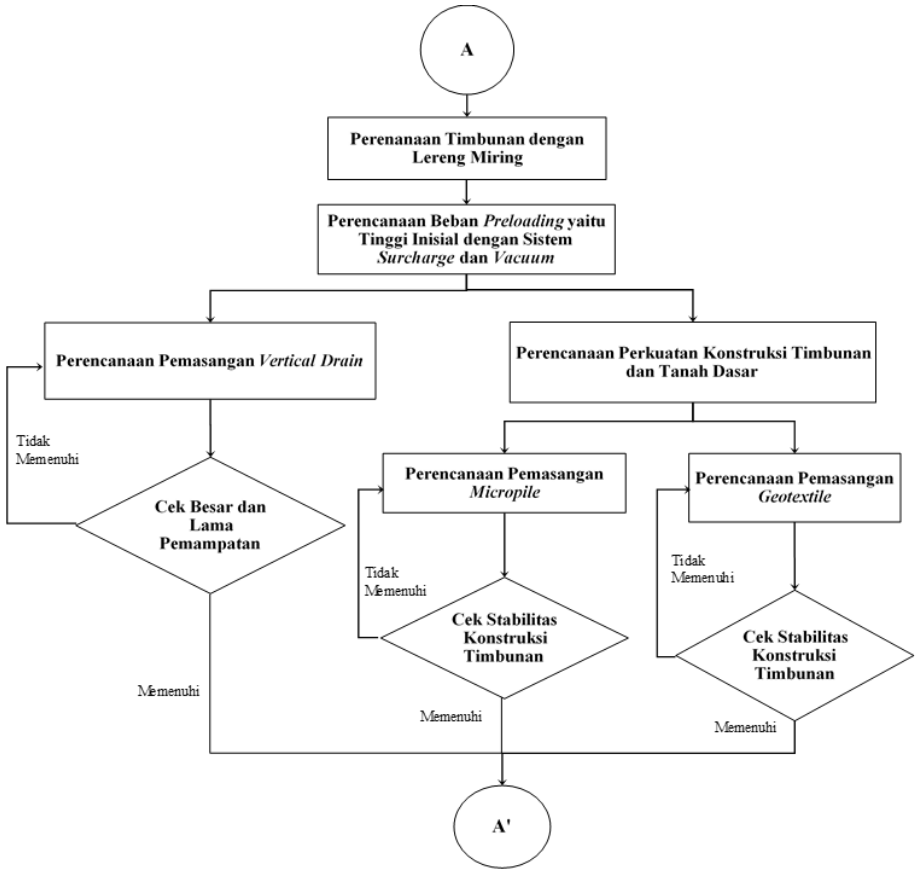 A
Perenanaan Timbunan dengan
Lereng Miring
Perencanaan Beban Preloading yaitu
Tinggi Inisial dengan Sistem
Surcharge dan Vacuum
Perencanaan Pemasangan Vertical Drain
Perencanaan Perkuatan Konstruksi Timbunan
dan Tanah Dasar
Tidak
Memenuhi
Cek Besar dan
Lama
Pemampatan
Memenuhi
Perencanaan Pemasangan
Micropile
Tidak
Memenuhi
Cek Stabilitas
Konstruksi
Timbunan
Memenuhi
Perencanaan Pemasangan
Geotextile
Tidak
Memenuhi
Cek Stabilitas
Konstruksi
Timbunan
Memenuhi
A'